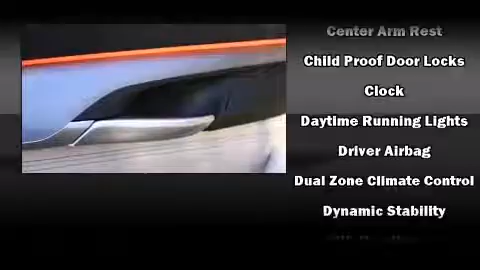 Center Arm Rest
Child Proof Door Locks
Clock
Daytime Running Lights
Driver Airbag
Dual Zone Climate Control
Dynamic Stability